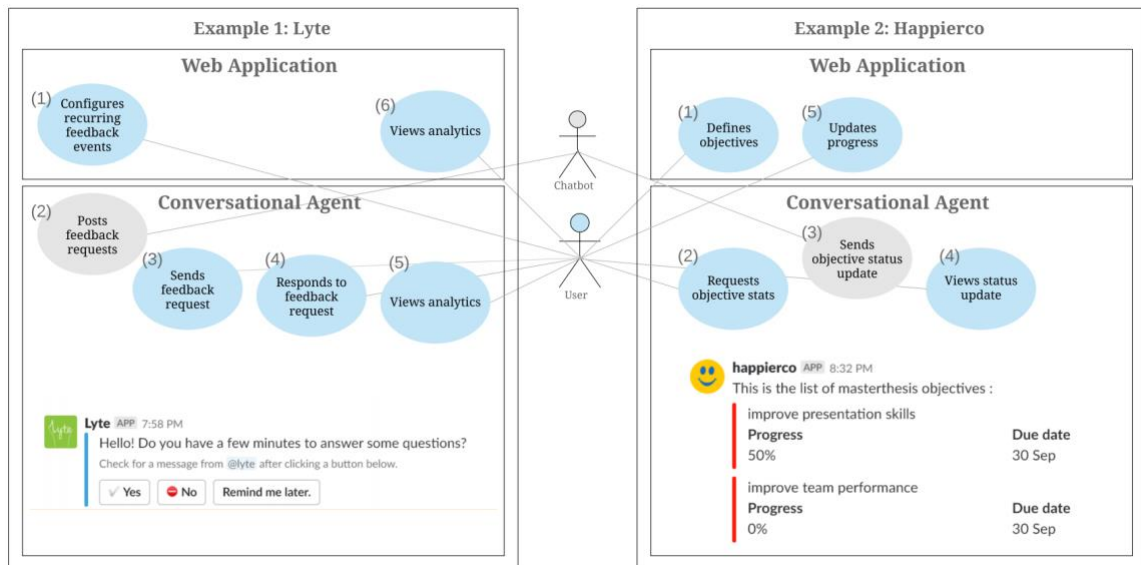 Example 1: Lyte
Web Application
(1)
Configures
recurring
feedback
events
(6)
Views analytics
Conversational Agent
(2)
Posts
feedback
requests
(3)
Sends
feedback
request
(4)
Responds to
feedback
request
(5)
Views analytics
lyte
Lyte APP 7:58 PM
Hello! Do you have a few minutes to answer some questions?
Check for a message from @lyte after clicking a button below.
Yes No Remind me later.
Chatbot
User
Example 2: Happierco
Web Application
(1)
Defines
objectives
(5)
Updates
progress
Conversational Agent
(2)
Requests
objective stats
(3)
Sends
objective status
update
(4)
Views status
update
happierco APP 8:32 PM
This is the list of masterthesis objectives :
improve presentation skills
Progress Due date
50% 30 Sep
improve team performance
Progress Due date
0% 30 Sep